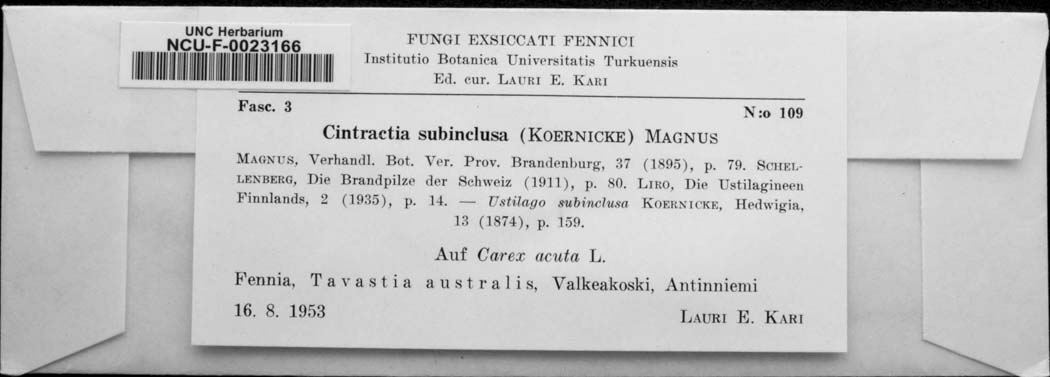 UNC Herbarium
NCU-F-0023166
FUNGI EXSICCATI FENNICI
Institutio Botanica Universitatis Turkuensis
Ed. cur. LAURI E. KARI
Fasc. 3 N:o 109
Cintractia subinclusa (KOERNICKE) MAGNUS
MAGNUS, Verhandl. Bot. Ver. Prov. Brandenburg, 37 (1895), p. 79. SCHEL-
LENBERG, Die Brandpilze der Schweiz (1911), p. 80. LIRO, Die Ustilagineen
Finnlands, 2 (1935), p. 14. — Ustilago subinclusa KOERNICKE, Hedwigia,
13 (1874), p. 159.
Auf Carex acuta L.
Fennia, Tavastia australis, Valkeakoski, Antinniemi
16. 8. 1953 LAURI E. KARI